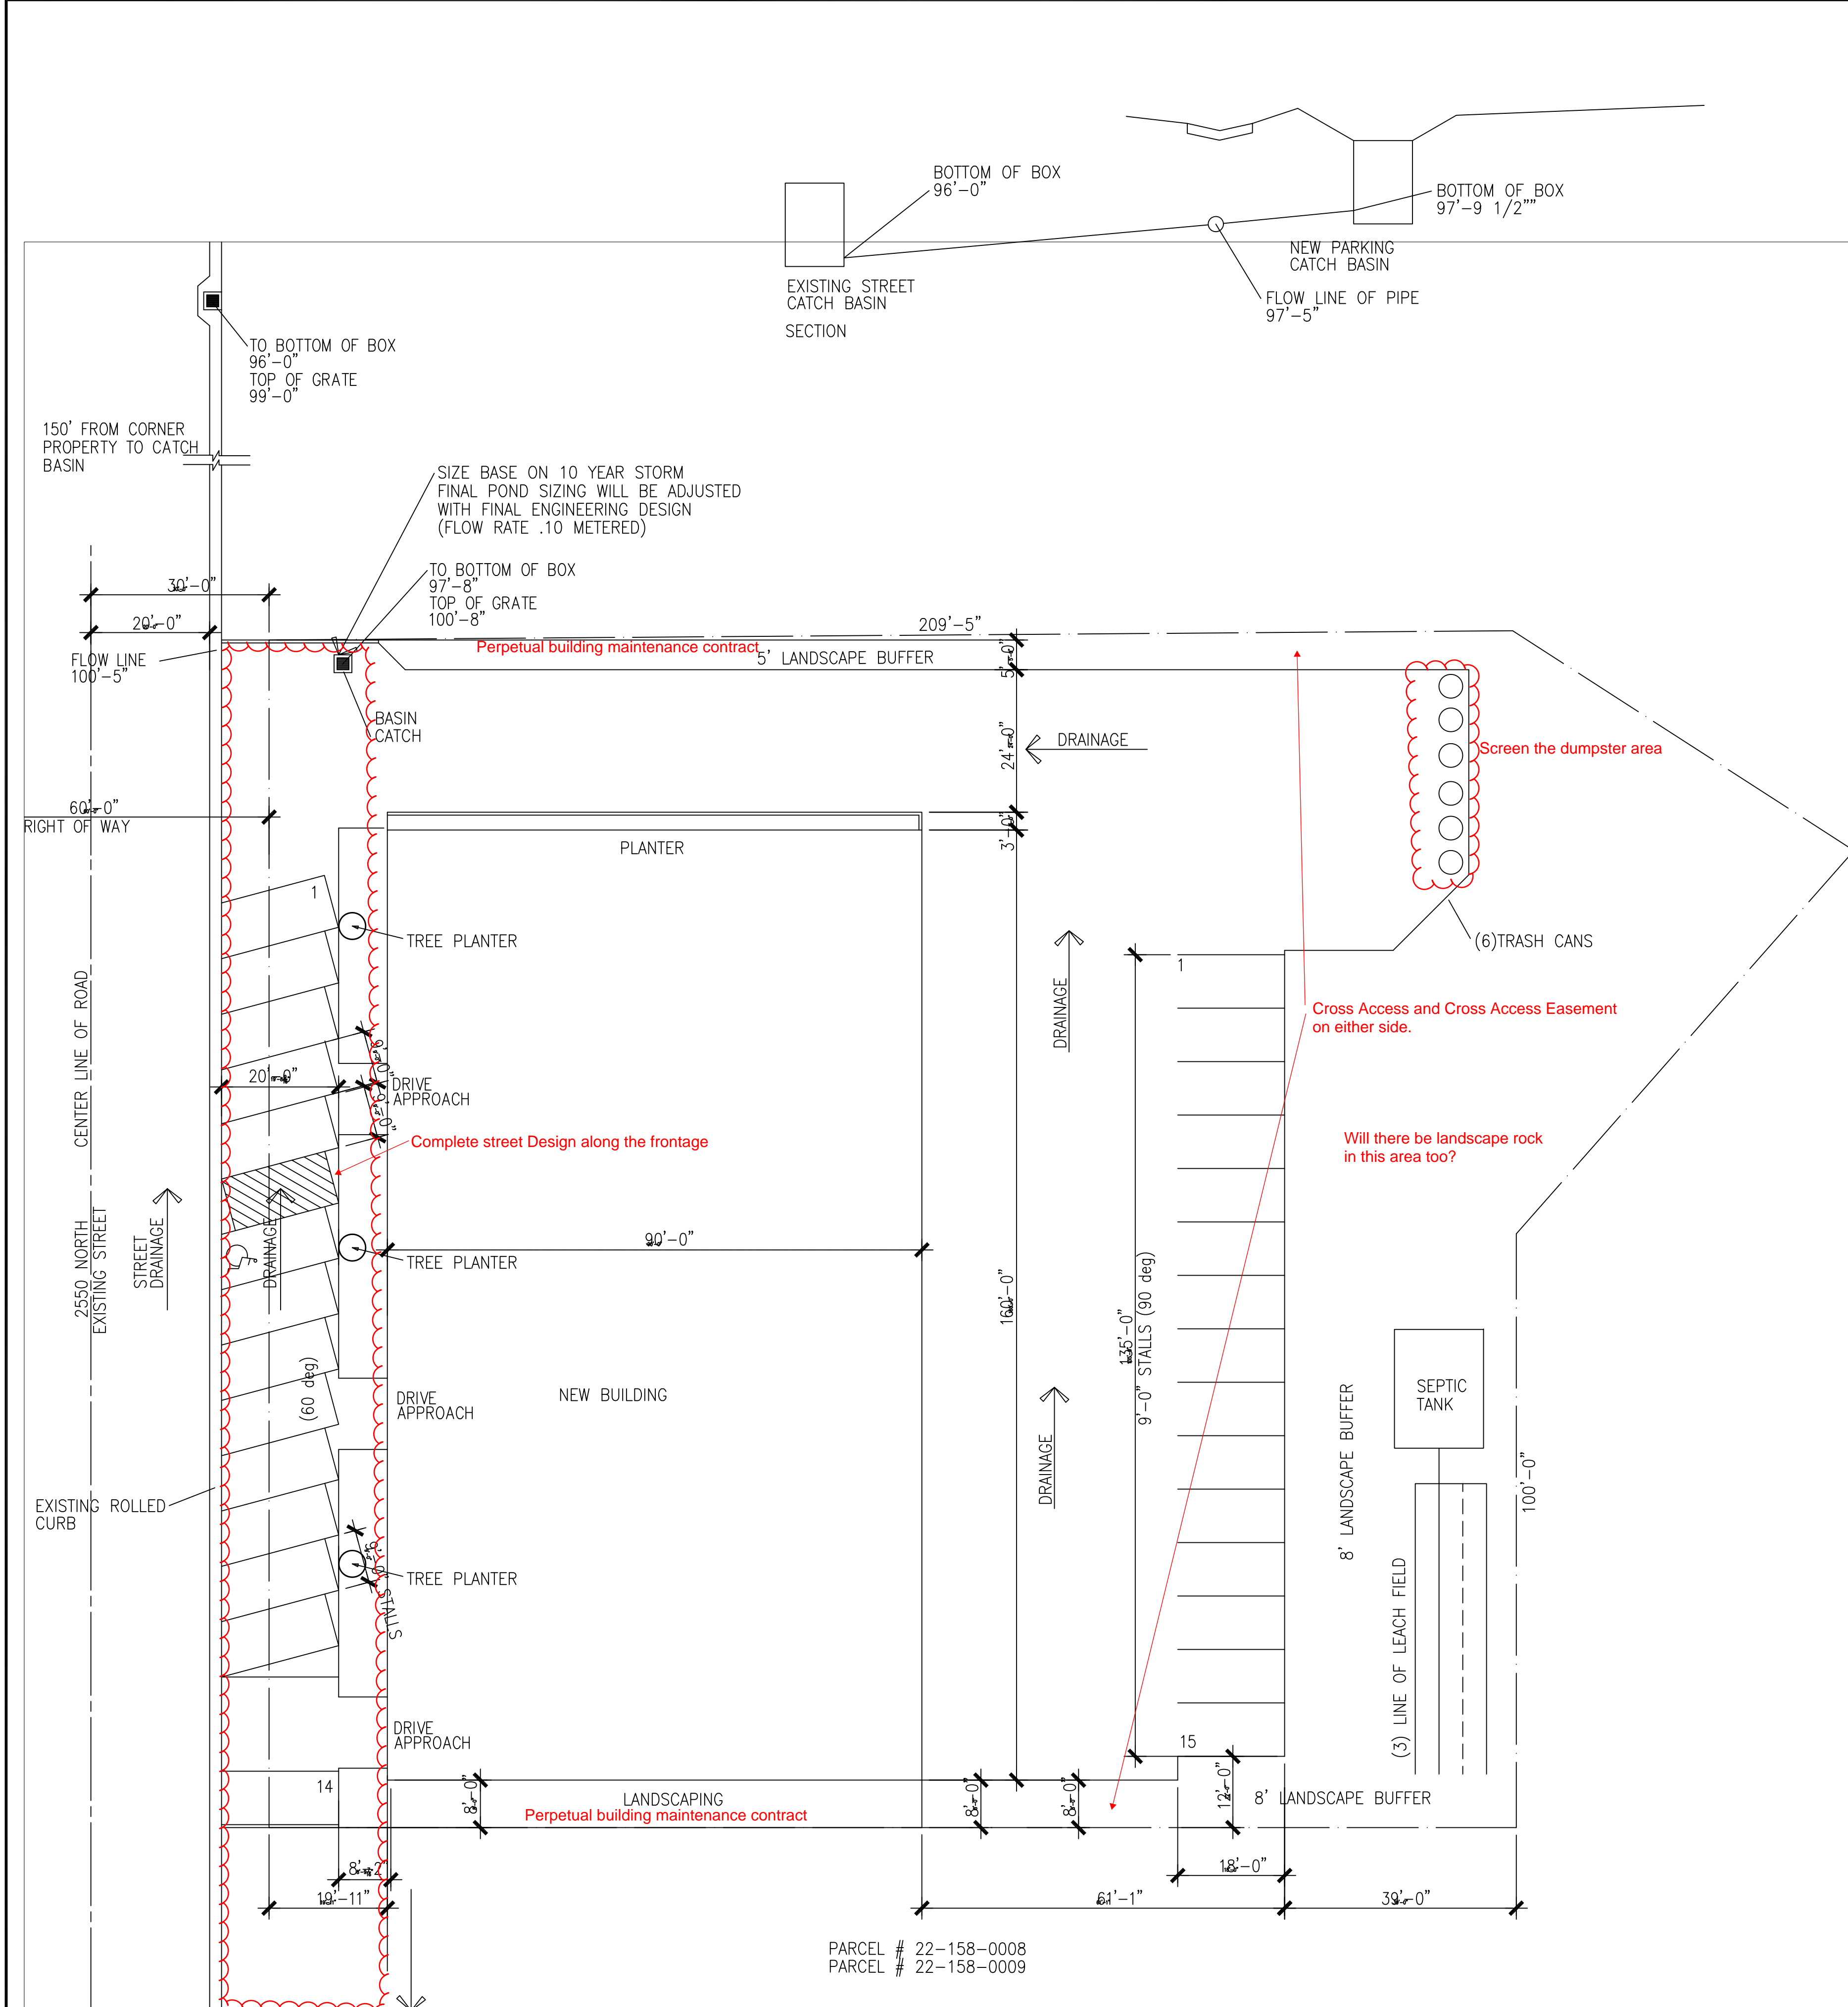 BOTTOM OF BOX
96'-0"
BOTTOM OF BOX
97'-9 1/2""
NEW PARKING
CATCH BASIN
EXISTING STREET
CATCH BASIN
SECTION
FLOW LINE OF PIPE
97'-5"
TO BOTTOM OF BOX
96'-0"
TOP OF GRATE
99'-0"
150' FROM CORNER
PROPERTY TO CATCH
BASIN
SIZE BASE ON 10 YEAR STORM
FINAL POND SIZING WILL BE ADJUSTED
WITH FINAL ENGINEERING DESIGN
(FLOW RATE .10 METERED)
TO BOTTOM OF BOX
97'-8"
TOP OF GRATE
100'-8"
30'-0"
20'-0"
209'-5"
FLOW LINE
100'-5"
Perpetual building maintenance contract
5' LANDSCAPE BUFFER
5'-0"
BASIN
CATCH
24'-0"
DRAINAGE
Screen the dumpster area
60'-0"
RIGHT OF WAY
3'-0"
PLANTER
1
TREE PLANTER
(6)TRASH CANS
1
CENTER LINE OF ROAD
DRAINAGE
Cross Access and Cross Access Easement
on either side.
9'-0"
20'-0"
DRIVE
APPROACH
9'-0"
Complete street Design along the frontage
Will there be landscape rock
in this area too?
2550 NORTH
EXISTING STREET
STREET
DRAINAGE
DRAINAGE
90'-0"
TREE PLANTER
160'-0"
135'-0"
9'-0" STALLS (90 deg)
(60 deg)
NEW BUILDING
DRIVE
APPROACH
DRAINAGE
8' LANDSCAPE BUFFER
SEPTIC
TANK
100'-0"
EXISTING ROLLED
CURB
9'-0" STALLS
TREE PLANTER
(3) LINE OF LEACH FIELD
DRIVE
APPROACH
15
14
8'-0"
LANDSCAPING
Perpetual building maintenance contract
8'-0"
8'-0"
12'-0"
8' LANDSCAPE BUFFER
8'-2"
18'-0"
19'-11"
61'-1"
39'-0"
PARCEL # 22-158-0008
PARCEL # 22-158-0009